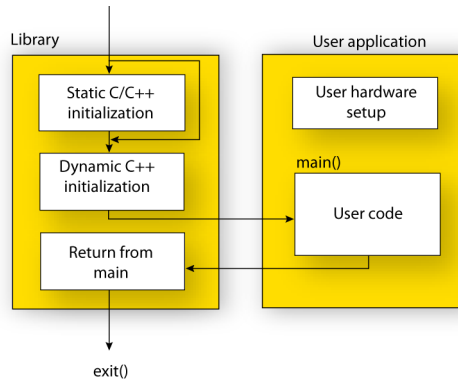 Library
Static C/C++
initialization
Dynamic C++
initialization
Return from
main
exit()
User application
User hardware
setup
main()
User code